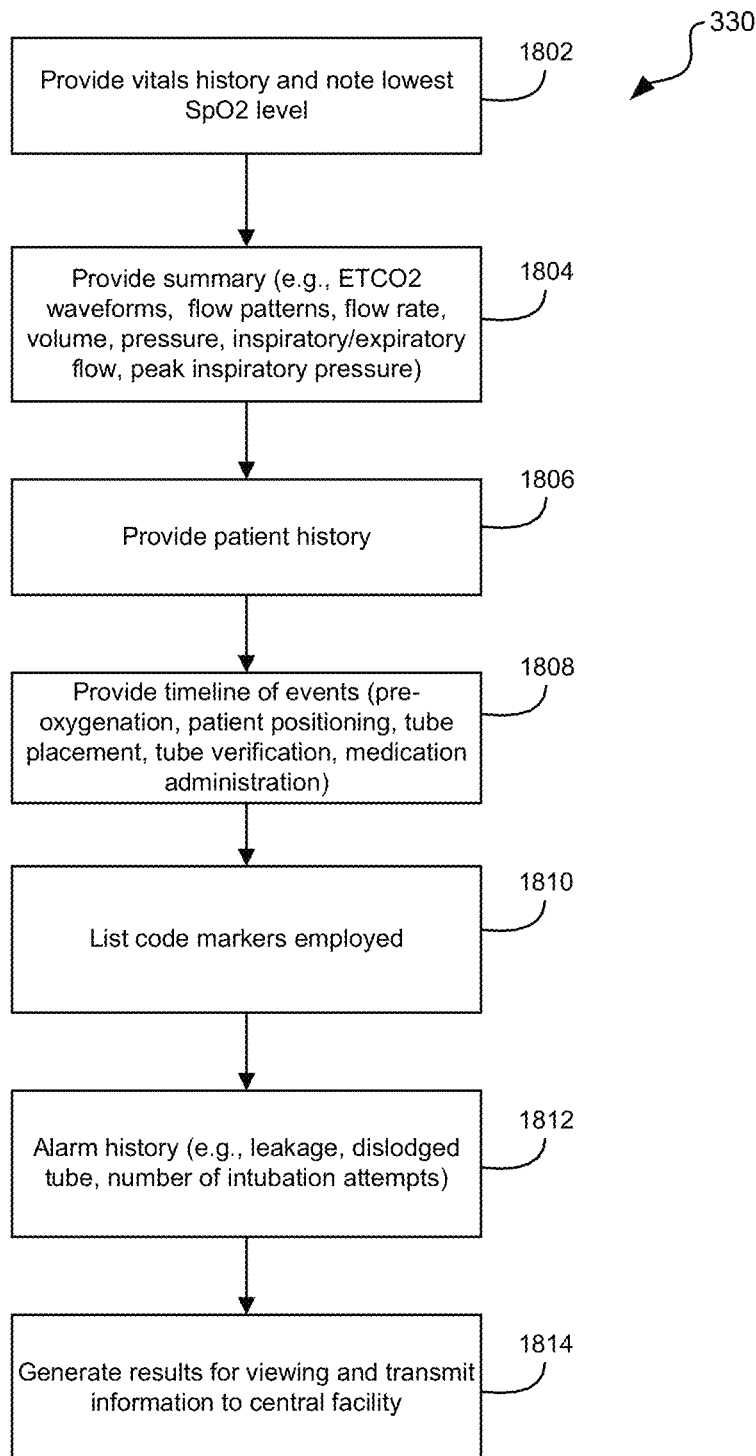 330
1802
Provide vitals history and note lowest
SpO2 level
1804
Provide summary (e.g., ETCO2
waveforms, flow patterns, flow rate,
volume, pressure, inspiratory/expiratory
flow, peak inspiratory pressure)
1806
Provide patient history
1808
Provide timeline of events (pre-
oxygenation, patient positioning, tube
placement, tube verification, medication
administration)
1810
List code markers employed
1812
Alarm history (e.g., leakage, dislodged
tube, number of intubation attempts)
1814
Generate results for viewing and transmit
information to central facility